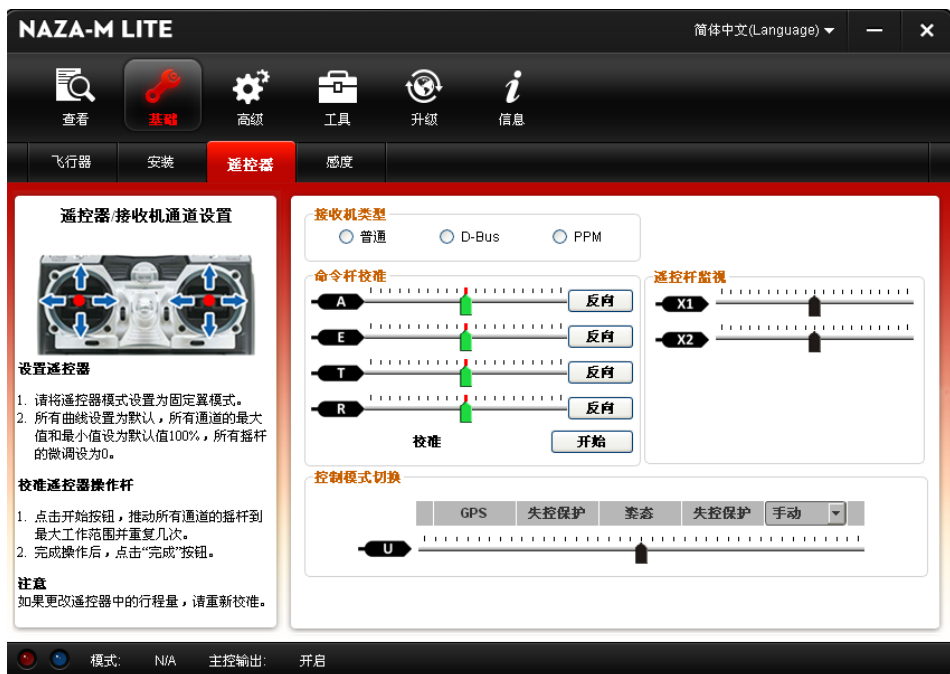 NAZA-M LITE
简体中文(Language)
查看 基础 高级 工具 升级 信息
飞行器 安装 遥控器 感度
遥控器/接收机通道设置
设置遥控器
1. 请将遥控器模式设置为固定翼模式。
2. 所有曲线设置为默认，所有通道的最大
值和最小值设为默认值100%，所有摇杆
的微调设为0。
校准遥控器操作杆
1. 点击开始按钮，推动所有通道的摇杆到
最大工作范围并重复几次。
2. 完成操作后，点击“完成”按钮。
注意
如果更改遥控器中的行程量，请重新校准。
接收机类型
普通 D-Bus PPM
命令杆校准
A 反向
E 反向
T 反向
R 反向
校准 开始
遥控杆监视
X1
X2
控制模式切换
GPS 失控保护 姿态 失控保护 手动
U
模式: N/A 主控输出: 开启